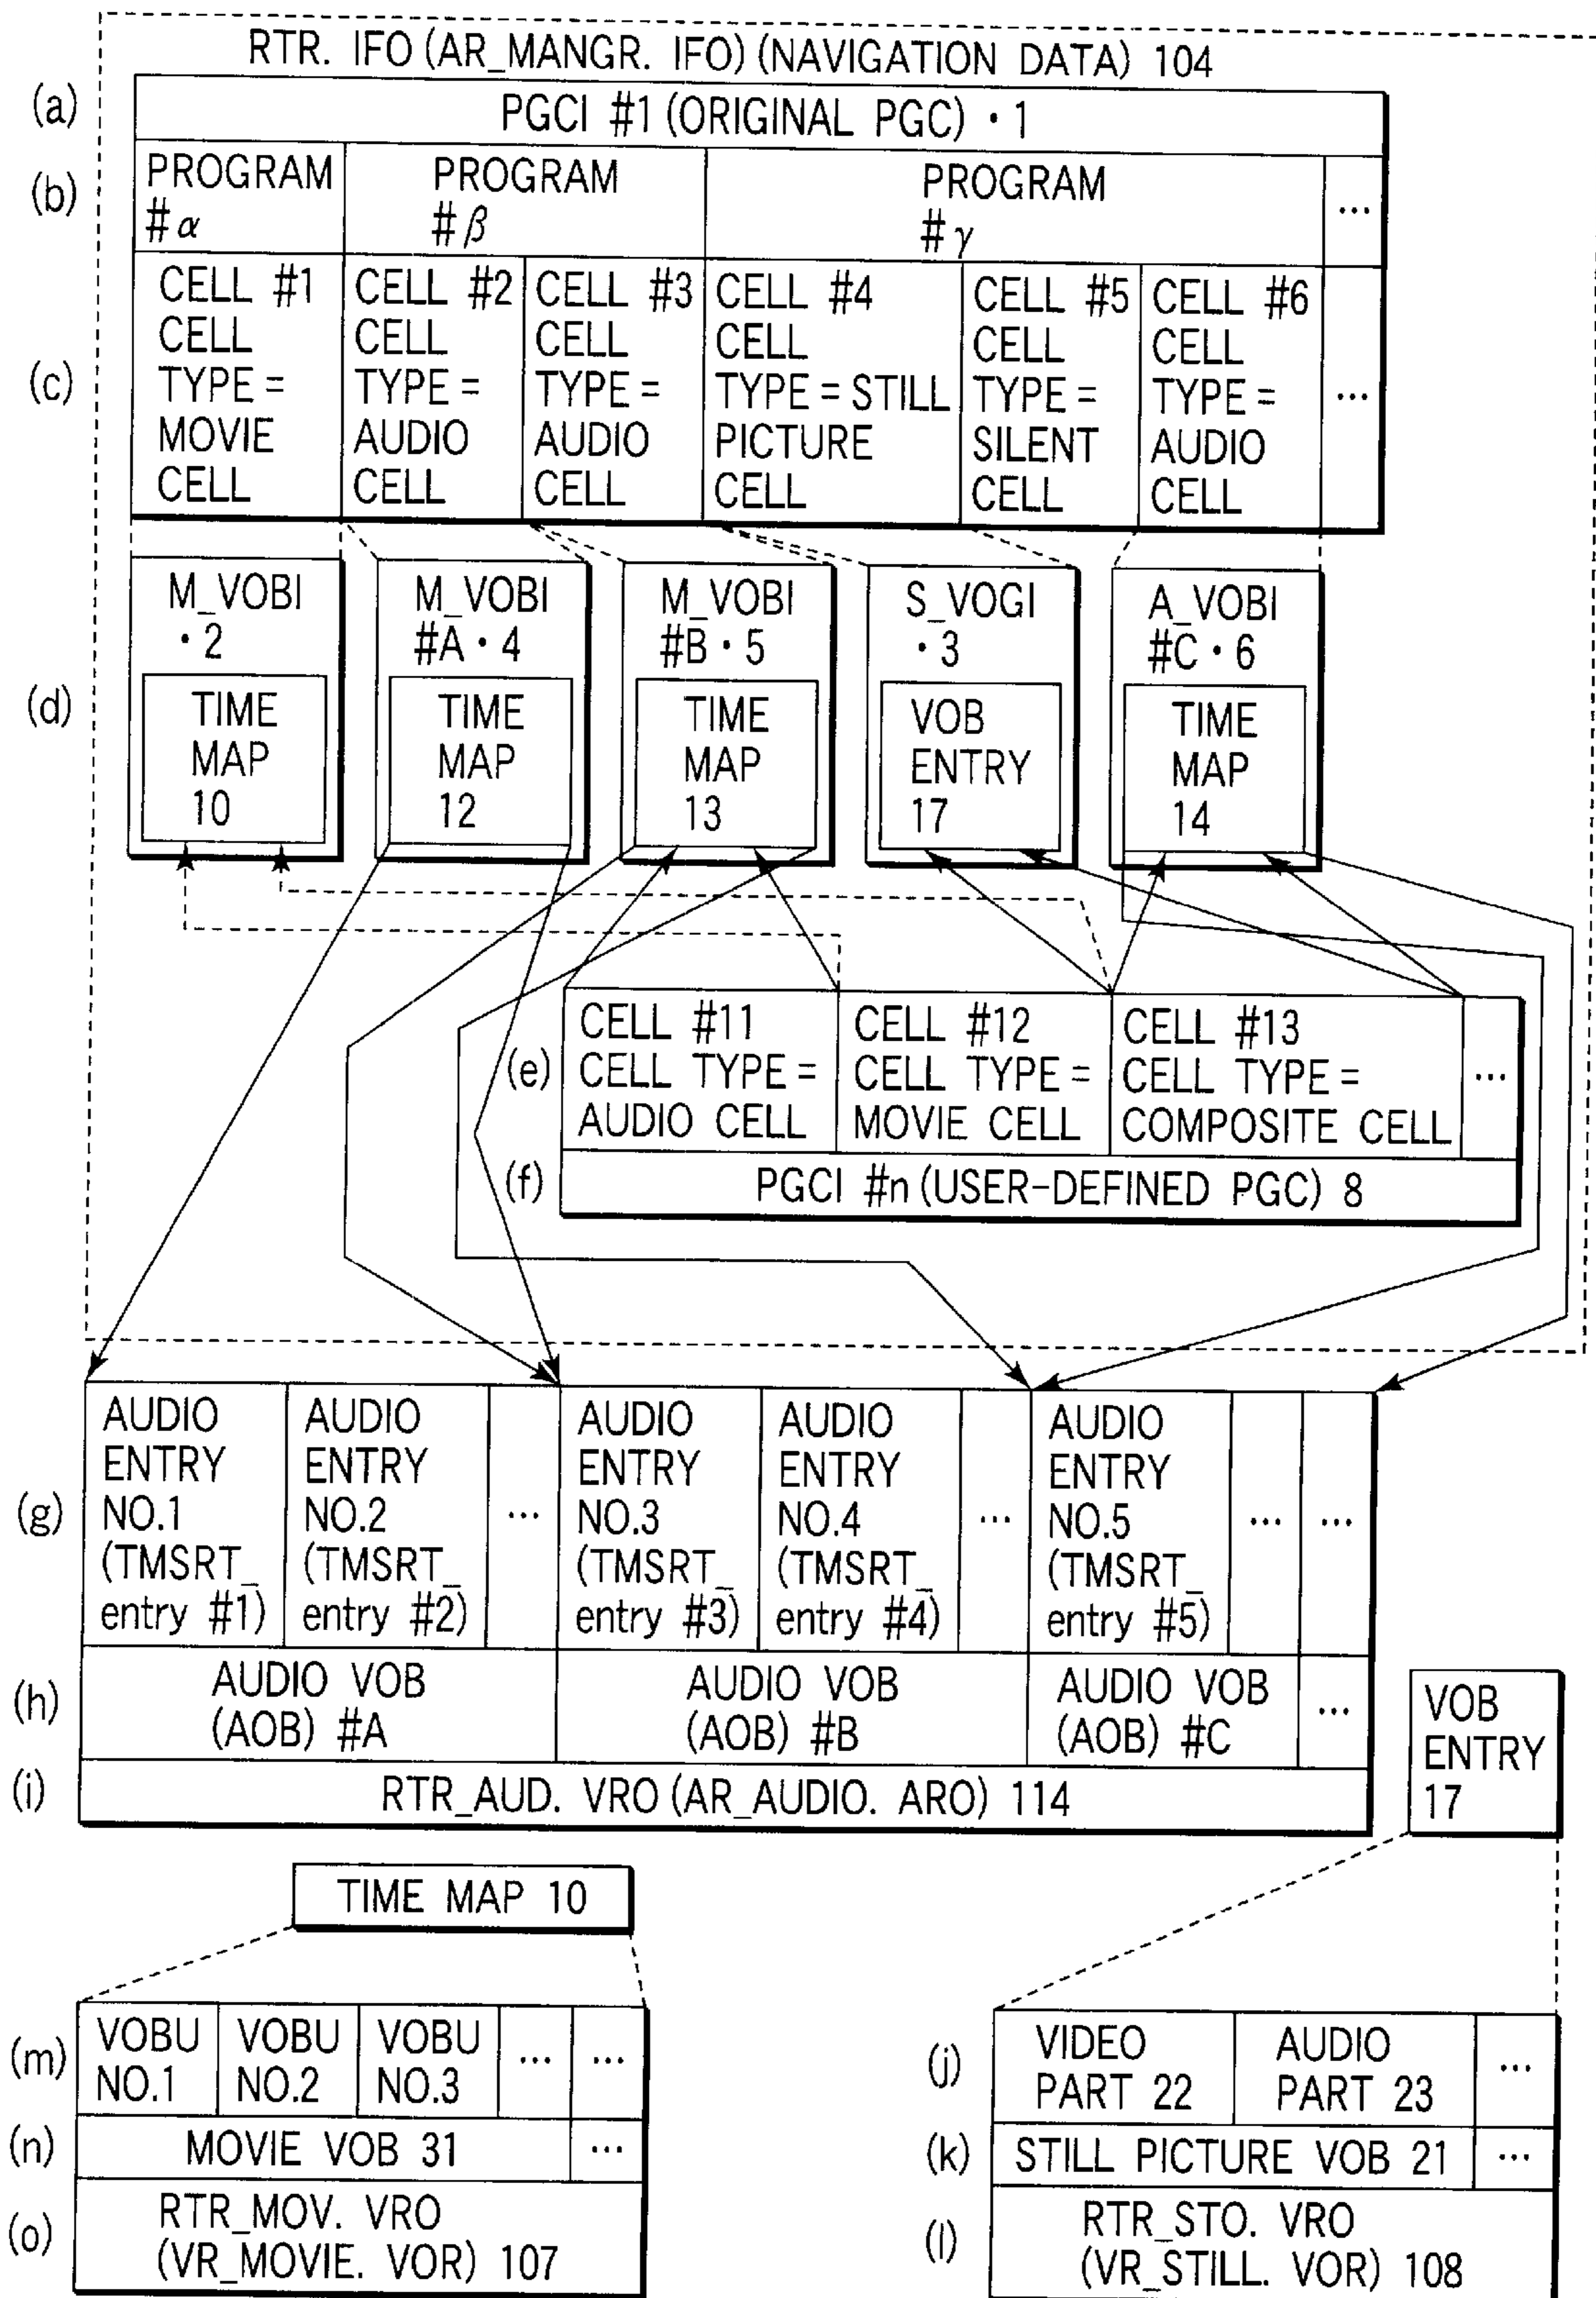 RTR. IFO (AR_MANGR. IFO) (NAVIGATION DATA) 104
(a)
PGCI #1 (ORIGINAL PGC) · 1
(b)
PROGRAM
#α
PROGRAM
#β
PROGRAM
#γ
...
(c)
CELL #1
CELL
TYPE =
MOVIE
CELL
CELL #2
CELL
TYPE =
AUDIO
CELL
CELL #3
CELL
TYPE =
AUDIO
CELL
CELL #4
CELL
TYPE = STILL
PICTURE
CELL
CELL #5
CELL
TYPE =
SILENT
CELL
CELL #6
CELL
TYPE =
AUDIO
CELL
...
(d)
M_VOBI
· 2
TIME
MAP
10
M_VOBI
#A · 4
TIME
MAP
12
M_VOBI
#B · 5
TIME
MAP
13
S_VOGI
· 3
VOB
ENTRY
17
A_VOBI
#C · 6
TIME
MAP
14
(e)
CELL #11
CELL TYPE =
AUDIO CELL
CELL #12
CELL TYPE =
MOVIE CELL
CELL #13
CELL TYPE =
COMPOSITE CELL
...
(f)
PGCI #n (USER-DEFINED PGC) 8
(g)
AUDIO
ENTRY
NO.1
(TMSRT_
entry #1)
AUDIO
ENTRY
NO.2
(TMSRT_
entry #2)
...
AUDIO
ENTRY
NO.3
(TMSRT_
entry #3)
AUDIO
ENTRY
NO.4
(TMSRT_
entry #4)
...
AUDIO
ENTRY
NO.5
(TMSRT_
entry #5)
...
...
(h)
AUDIO VOB
(AOB) #A
AUDIO VOB
(AOB) #B
AUDIO VOB
(AOB) #C
...
(i)
RTR_AUD. VRO (AR_AUDIO. ARO) 114
VOB
ENTRY
17
TIME MAP 10
(m)
VOBU
NO.1
VOBU
NO.2
VOBU
NO.3
...
...
(n)
MOVIE VOB 31
...
(o)
RTR_MOV. VRO
(VR_MOVIE. VOR) 107
(j)
VIDEO
PART 22
AUDIO
PART 23
...
(k)
STILL PICTURE VOB 21
...
(l)
RTR_STO. VRO
(VR_STILL. VOR) 108